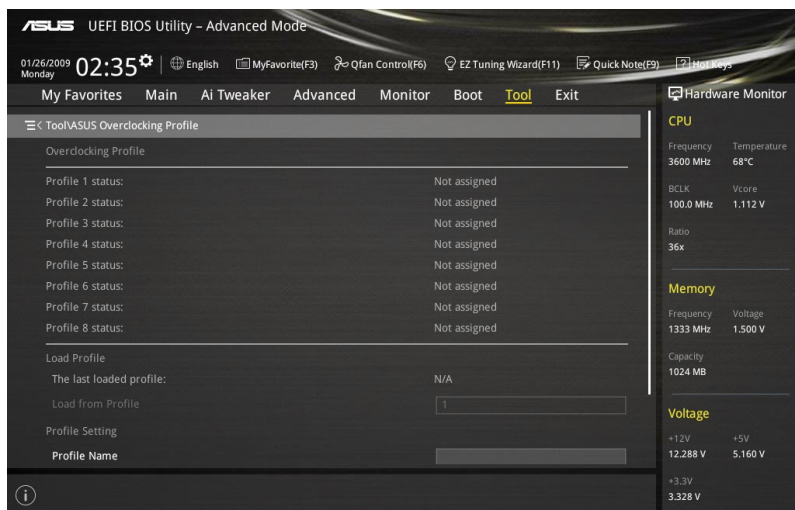 ASUS UEFI BIOS Utility – Advanced Mode
01/26/2009 Monday 02:35 English MyFavorite(F3) Qfan Control(F6) EZ Tuning Wizard(F11) Quick Note(F9) ? Hot Keys
My Favorites Main Ai Tweaker Advanced Monitor Boot Tool Exit
Tool\ASUS Overclocking Profile
Overclocking Profile
Profile 1 status: Not assigned
Profile 2 status: Not assigned
Profile 3 status: Not assigned
Profile 4 status: Not assigned
Profile 5 status: Not assigned
Profile 6 status: Not assigned
Profile 7 status: Not assigned
Profile 8 status: Not assigned
Load Profile
The last loaded profile: N/A
Load from Profile 1
Profile Setting
Profile Name
Hardware Monitor
CPU
Frequency Temperature
3600 MHz 68°C
BCLK Vcore
100.0 MHz 1.112 V
Ratio
36x
Memory
Frequency Voltage
1333 MHz 1.500 V
Capacity
1024 MB
Voltage
+12V +5V
12.288 V 5.160 V
+3.3V
3.328 V